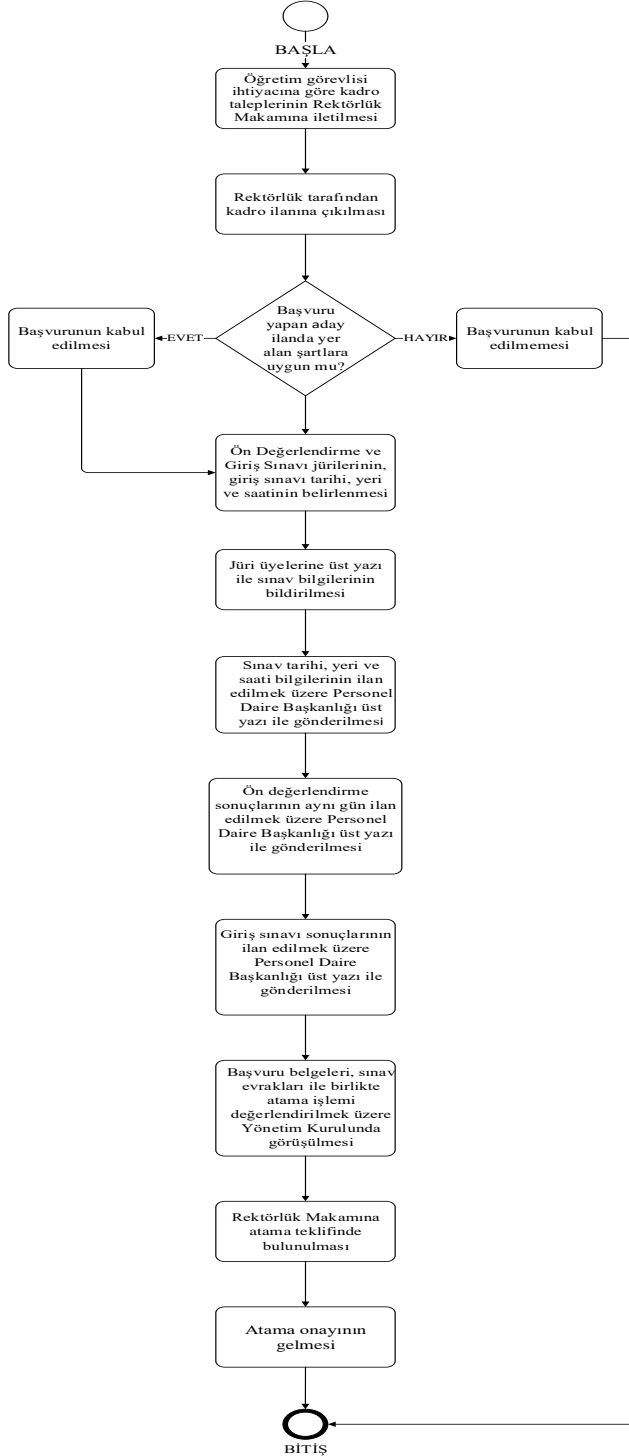 BAŞLA
Öğretim görevlisi
ihtiyacına göre kadro
taleplerinin Rektörlük
Makamına iletilmesi
Rektörlük tarafından
kadro ilanına çıkılması
Başvuru
yapan aday
ilanda yer
alan şartlara
uygun mu?
EVET
HAYIR
Başvurunun kabul
edilmesi
Başvurunun kabul
edilmemesi
Ön Değerlendirme ve
Giriş Sınavı jürilerinin,
giriş sınavı tarihi, yeri
ve saatinin belirlenmesi
Jüri üyelerine üst yazı
ile sınav bilgilerinin
bildirilmesi
Sınav tarihi, yeri ve
saati bilgilerinin ilan
edilmek üzere Personel
Daire Başkanlığı üst
yazı ile gönderilmesi
Ön değerlendirme
sonuçlarının aynı gün ilan
edilmek üzere Personel
Daire Başkanlığı üst yazı
ile gönderilmesi
Giriş sınavı sonuçlarının
ilan edilmek üzere
Personel Daire
Başkanlığı üst yazı ile
gönderilmesi
Başvuru belgeleri, sınav
evrakları ile birlikte
atama işlemi
değerlendirilmek üzere
Yönetim Kurulunda
görüşülmesi
Rektörlük Makamına
atama teklifinde
bulunulması
Atama onayının
gelmesi
BİTİŞ